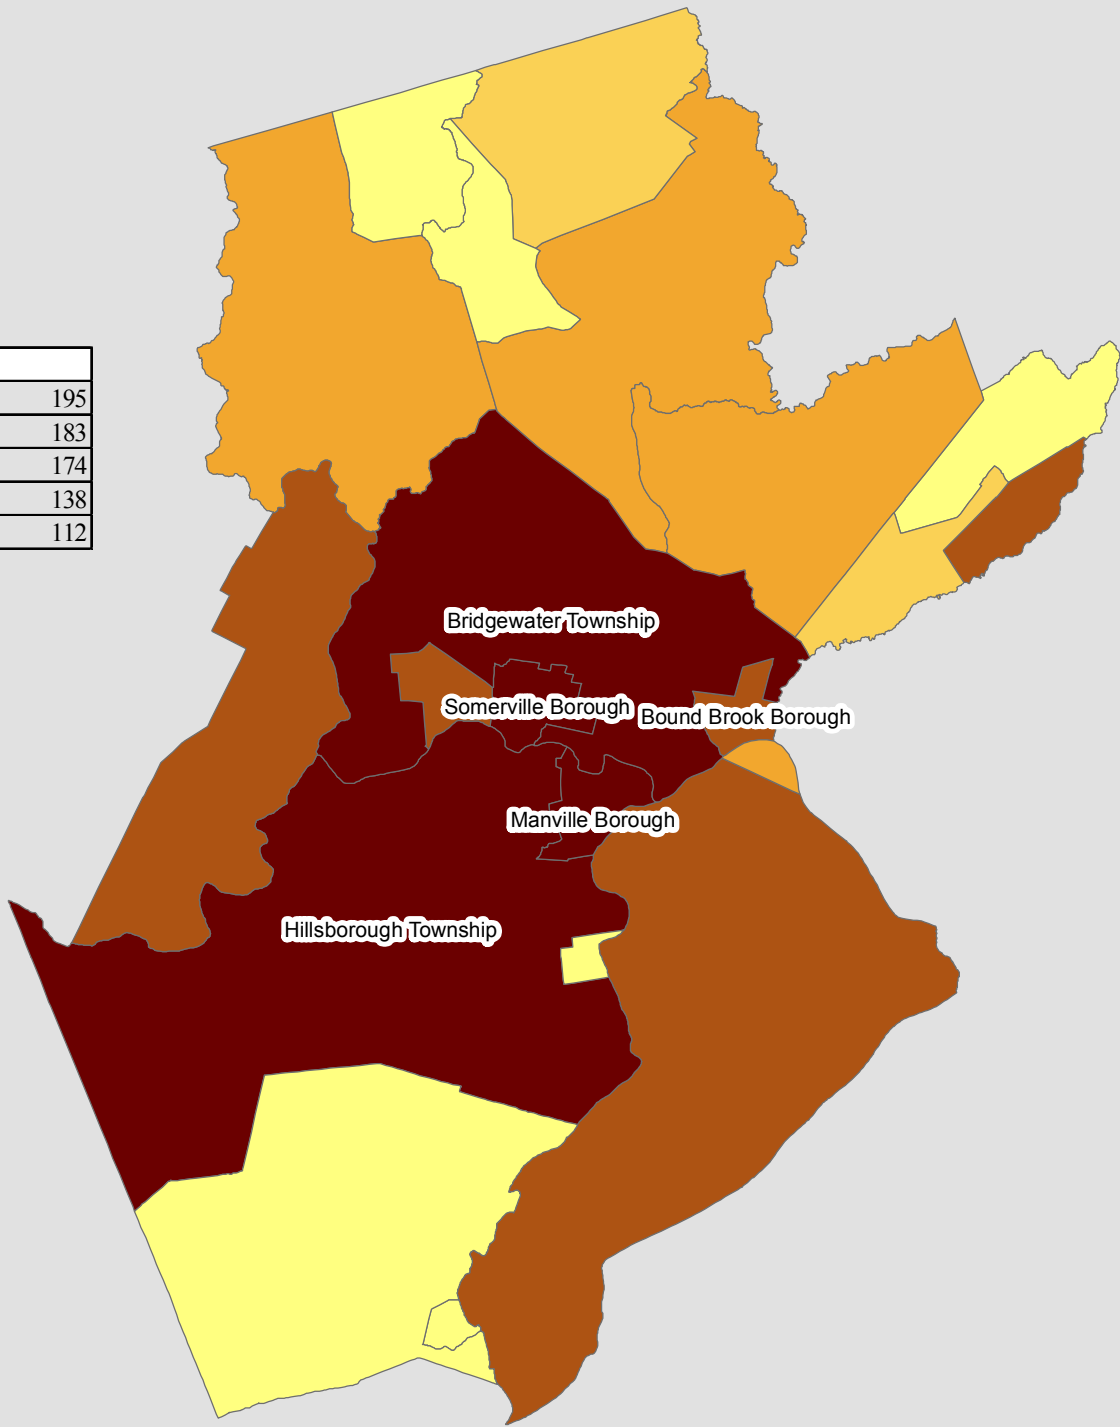 195
183
174
138
112
Bridgewater Township
Somerville Borough
Bound Brook Borough
Manville Borough
Hillsborough Township